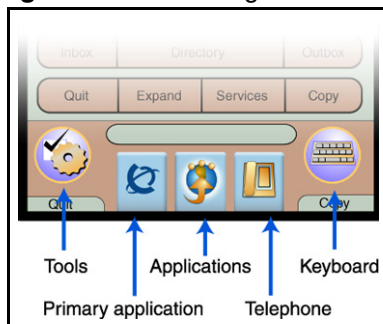 Inbox Directory Outbox
Quit Expand Services Copy
Quit Copy
Tools Applications Keyboard
Primary application Telephone